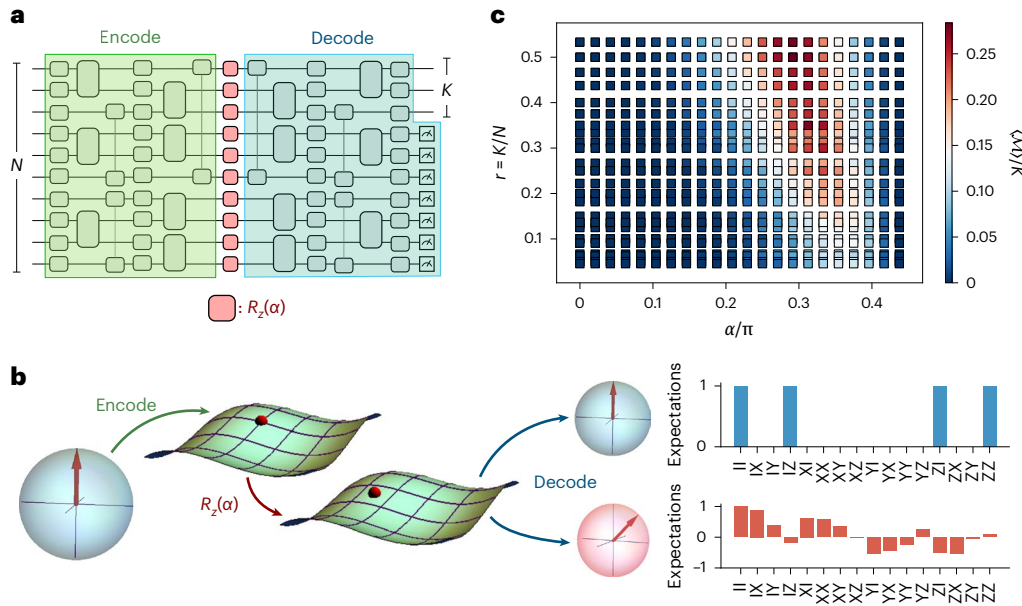 a
Encode
Decode
N
K
: Rz(α)
b
Encode
Rz(α)
Decode
Expectations
1
0
II
IX
IY
IZ
XI
XX
XY
XZ
YI
YX
YY
YZ
ZI
ZX
ZY
ZZ
Expectations
1
0
−1
II
IX
IY
IZ
XI
XX
XY
XZ
YI
YX
YY
YZ
ZI
ZX
ZY
ZZ
c
r = K/N
0.5
0.4
0.3
0.2
0.1
0
0.1
0.2
0.3
0.4
α/π
0.25
0.20
0.15
0.10
0.05
0
⟨ℳ⟩/K